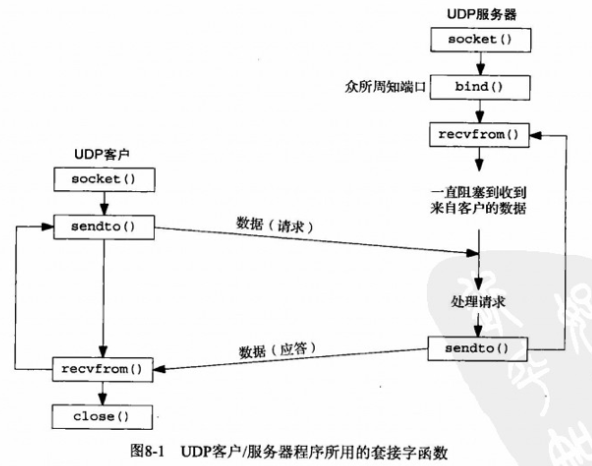 UDP服务器
socket()
众所周知端口
bind()
recvfrom()
UDP客户
socket()
一直阻塞到收到
来自客户的数据
sendto()
数据（请求）
处理请求
数据（应答）
sendto()
recvfrom()
close()
图8-1 UDP客户/服务器程序所用的套接字函数